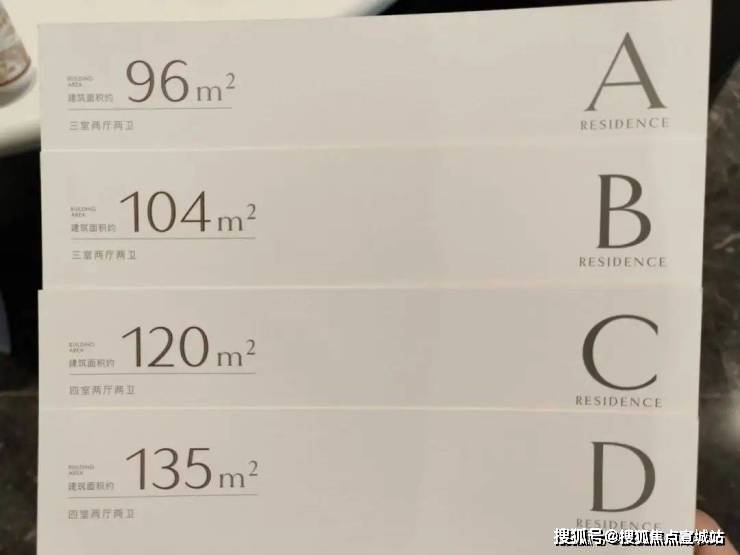 BUILDING
AREA
建筑面积约 96m²
三室两厅两卫
A
RESIDENCE
BUILDING
AREA
建筑面积约 104m²
三室两厅两卫
B
RESIDENCE
BUILDING
AREA
建筑面积约 120m²
四室两厅两卫
C
RESIDENCE
BUILDING
AREA
建筑面积约 135m²
四室两厅两卫
D
RESIDENCE
搜狐号@搜狐焦点宣城站